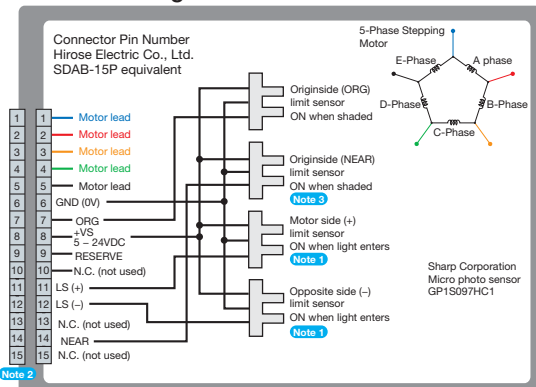 Connector Pin Number
Hirose Electric Co., Ltd.
SDAB-15P equivalent
5-Phase Stepping
Motor
E-Phase
A phase
D-Phase
B-Phase
C-Phase
1 1 Motor lead
2 2 Motor lead
3 3 Motor lead
4 4 Motor lead
5 5 Motor lead
6 6 GND (0V)
7 7 ORG
8 8 +VS
5 – 24VDC
9 9 RESERVE
10 10 N.C. (not used)
11 11 LS (+)
12 12 LS (–)
13 13 N.C. (not used)
14 14 NEAR
15 15 N.C. (not used)
Note 2
Originside (ORG)
limit sensor
ON when shaded
Originside (NEAR)
limit sensor
ON when shaded
Note 3
Motor side (+)
limit sensor
ON when light enters
Note 1
Opposite side (–)
limit sensor
ON when light enters
Note 1
Sharp Corporation
Micro photo sensor
GP1S097HC1